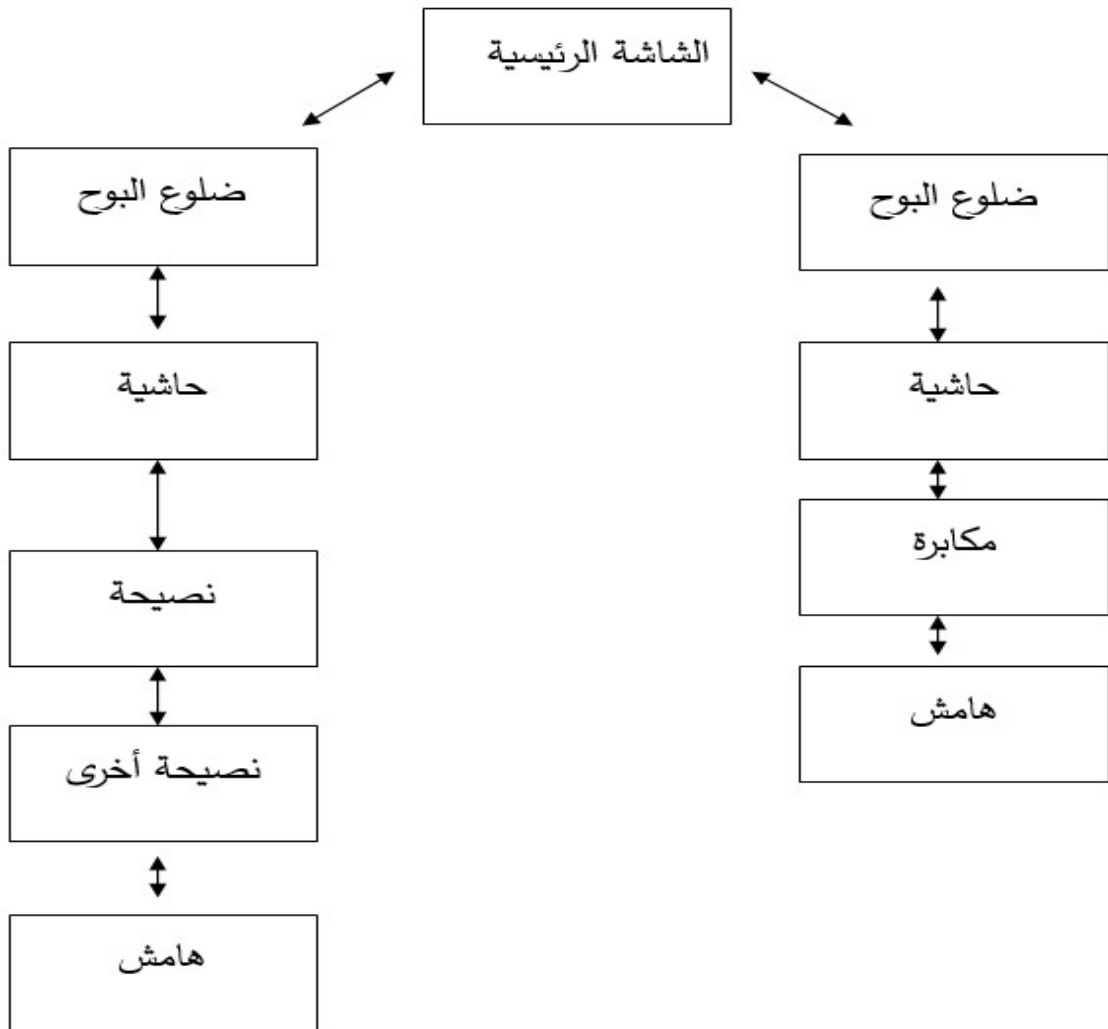 الشاشة الرئيسية
ضلوع البوح
حاشية
مكابرة
هامش
ضلوع البوح
حاشية
نصيحة
نصيحة أخرى
هامش